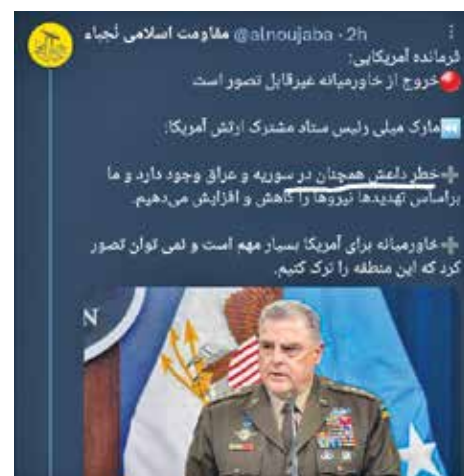 مقاومت اسلامی نُجباء @alnoujaba · 2h
فرمانده آمریکایی:
🔴خروج از خاورمیانه غیرقابل تصور است
⏪مارک میلی رئیس ستاد مشترک ارتش آمریکا:
➕خطر داعش همچنان در سوریه و عراق وجود دارد و ما
براساس تهدیدها نیروها را کاهش و افزایش می‌دهیم.
➕خاورمیانه برای آمریکا بسیار مهم است و نمی توان تصور
کرد که این منطقه را ترک کنیم.
N